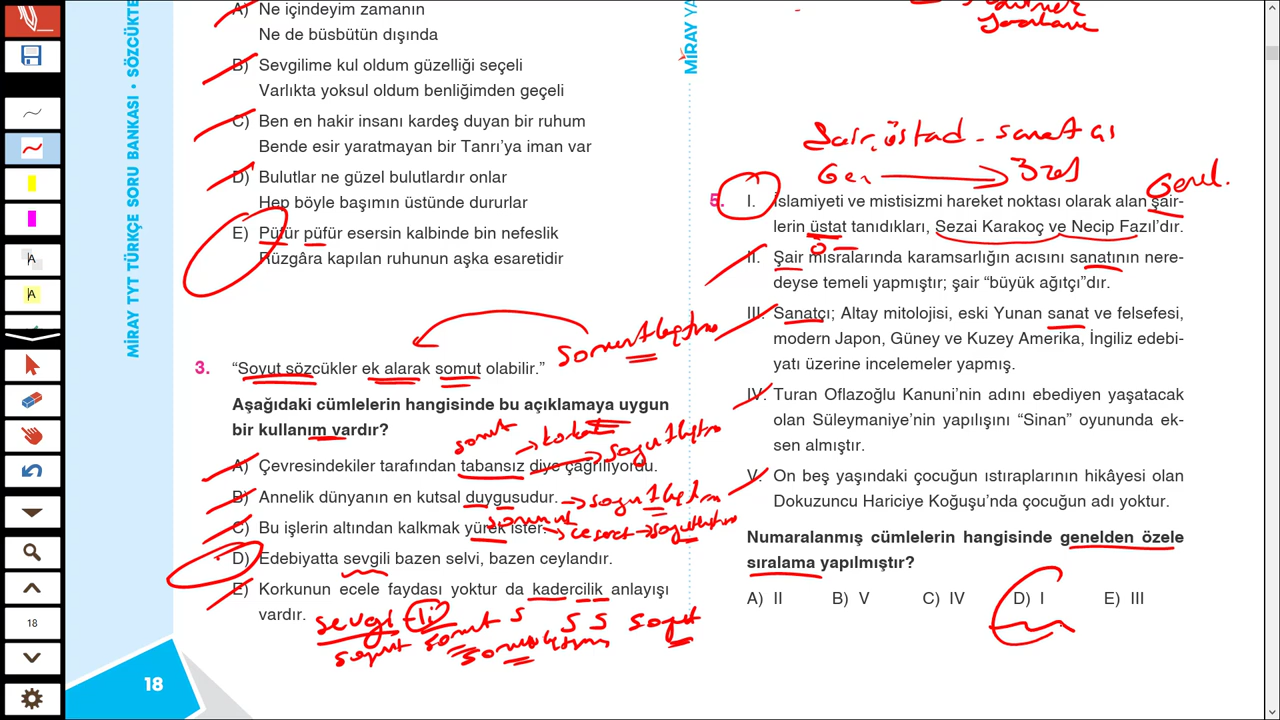 MİRAY TYT TÜRKÇE SORU BANKASI • SÖZCÜKTE
A) Ne içindeyim zamanın
Ne de büsbütün dışında
B) Sevgilime kul oldum güzelliği seçeli
Varlıkta yoksul oldum benliğimden geçeli
C) Ben en hakir insanı kardeş duyan bir ruhum
Bende esir yaratmayan bir Tanrı'ya iman var
D) Bulutlar ne güzel bulutlardır onlar
Hep böyle başımın üstünde dururlar
E) Püfür püfür esersin kalbinde bin nefeslik
Rüzgâra kapılan ruhunun aşka esaretidir
somutlaştırma
3. "Soyut sözcükler ek alarak somut olabilir."
Aşağıdaki cümlelerin hangisinde bu açıklamaya uygun
bir kullanım vardır?
somut
soyutlaştırma
A) Çevresindekiler tarafından tabansız diye çağrılıyordu.
B) Annelik dünyanın en kutsal duygusudur.
somut
C) Bu işlerin altından kalkmak yürek ister.
cesaret soyutlaştırma
D) Edebiyatta sevgili bazen selvi, bazen ceylandır.
E) Korkunun ecele faydası yoktur da kadercilik anlayışı
vardır.
sevgi li
soyut somut S S S soyut
18
MİRAY YA
Şair, üstad - sanatçı
Gen → özel
Genel.
5. I. İslamiyeti ve mistisizmi hareket noktası olarak alan şair-
lerin üstat tanıdıkları, Sezai Karakoç ve Necip Fazıl'dır.
Ö
II. Şair mısralarında karamsarlığın acısını sanatının nere-
deyse temeli yapmıştır; şair "büyük ağıtçı"dır.
III. Sanatçı; Altay mitolojisi, eski Yunan sanat ve felsefesi,
modern Japon, Güney ve Kuzey Amerika, İngiliz edebi-
yatı üzerine incelemeler yapmış.
IV. Turan Oflazoğlu Kanuni'nin adını ebediyen yaşatacak
olan Süleymaniye'nin yapılışını "Sinan" oyununda ek-
sen almıştır.
V. On beş yaşındaki çocuğun ıstıraplarının hikâyesi olan
Dokuzuncu Hariciye Koğuşu'nda çocuğun adı yoktur.
Numaralanmış cümlelerin hangisinde genelden özele
sıralama yapılmıştır?
A) II B) V C) IV D) I E) III
A
A
18